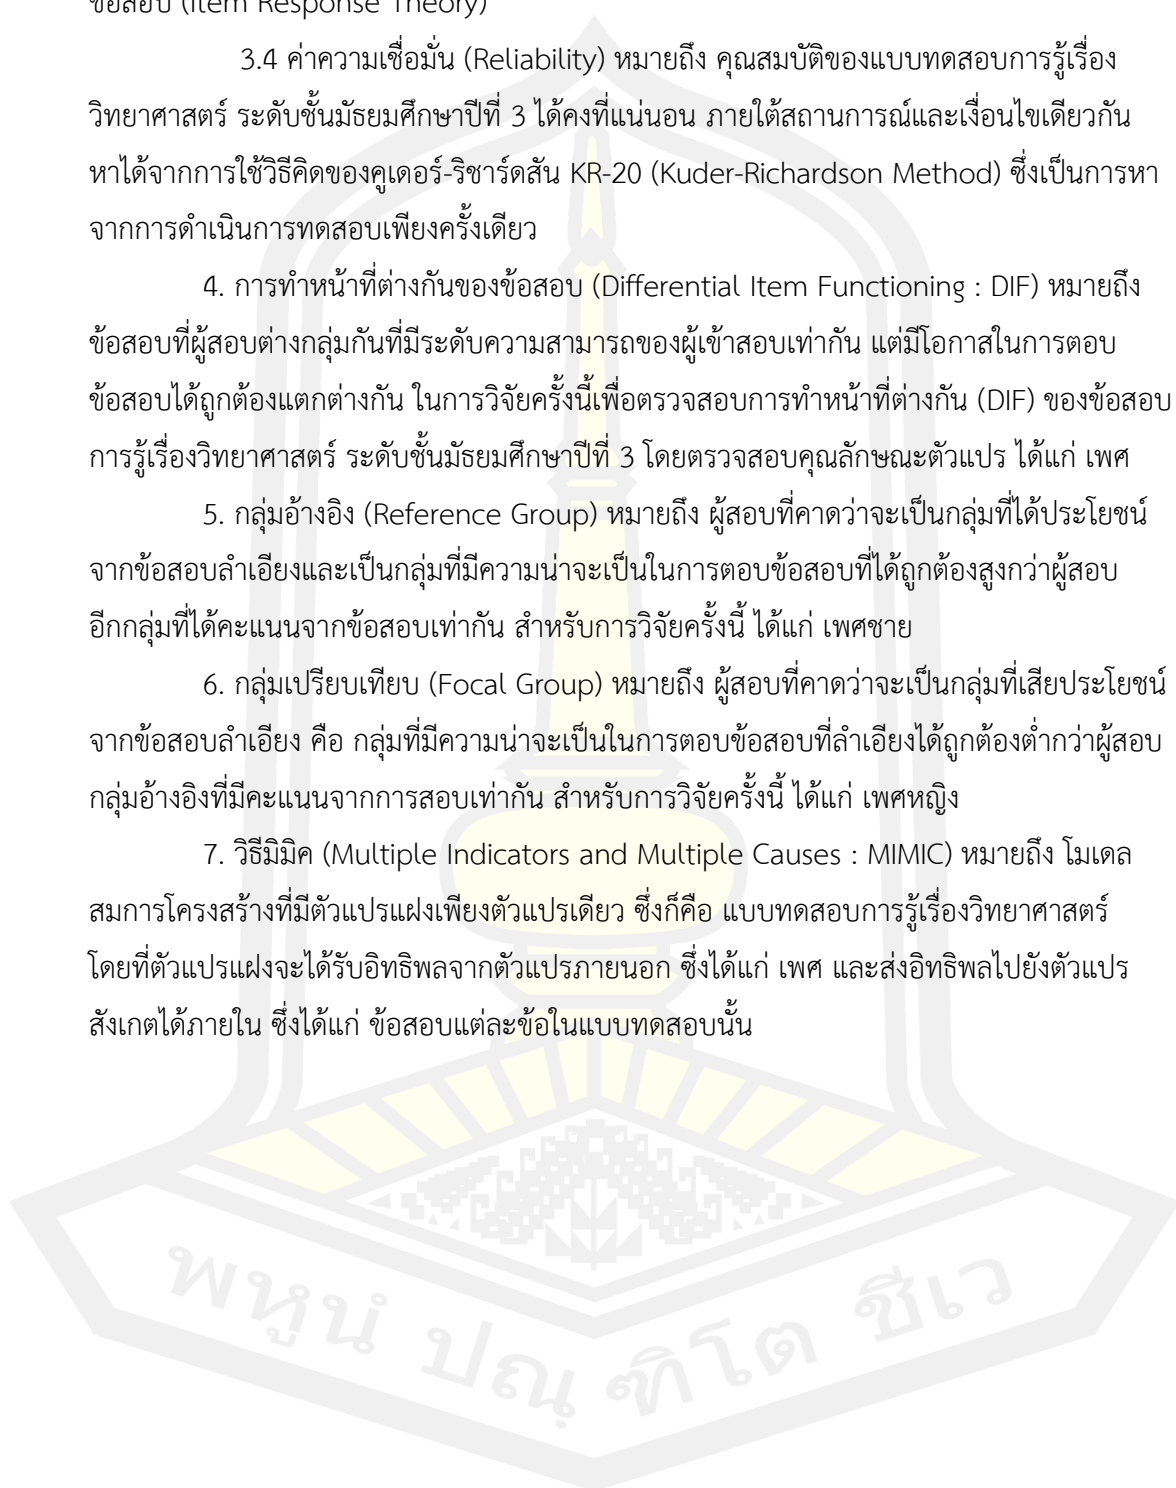 ข้อสอบ (Item Response Theory)
3.4 ค่าความเชื่อมั่น (Reliability) หมายถึง คุณสมบัติของแบบทดสอบการรู้เรื่อง
วิทยาศาสตร์ ระดับชั้นมัธยมศึกษาปีที่ 3 ได้คงที่แน่นอน ภายใต้สถานการณ์และเงื่อนไขเดียวกัน
หาได้จากการใช้วิธีคิดของคูเดอร์-ริชาร์ดสัน KR-20 (Kuder-Richardson Method) ซึ่งเป็นการหา
จากการดำเนินการทดสอบเพียงครั้งเดียว
4. การทำหน้าที่ต่างกันของข้อสอบ (Differential Item Functioning : DIF) หมายถึง
ข้อสอบที่ผู้สอบต่างกลุ่มกันที่มีระดับความสามารถของผู้เข้าสอบเท่ากัน แต่มีโอกาสในการตอบ
ข้อสอบได้ถูกต้องแตกต่างกัน ในการวิจัยครั้งนี้เพื่อตรวจสอบการทำหน้าที่ต่างกัน (DIF) ของข้อสอบ
การรู้เรื่องวิทยาศาสตร์ ระดับชั้นมัธยมศึกษาปีที่ 3 โดยตรวจสอบคุณลักษณะตัวแปร ได้แก่ เพศ
5. กลุ่มอ้างอิง (Reference Group) หมายถึง ผู้สอบที่คาดว่าจะเป็นกลุ่มที่ได้ประโยชน์
จากข้อสอบลำเอียงและเป็นกลุ่มที่มีความน่าจะเป็นในการตอบข้อสอบที่ได้ถูกต้องสูงกว่าผู้สอบ
อีกกลุ่มที่ได้คะแนนจากข้อสอบเท่ากัน สำหรับการวิจัยครั้งนี้ ได้แก่ เพศชาย
6. กลุ่มเปรียบเทียบ (Focal Group) หมายถึง ผู้สอบที่คาดว่าจะเป็นกลุ่มที่เสียประโยชน์
จากข้อสอบลำเอียง คือ กลุ่มที่มีความน่าจะเป็นในการตอบข้อสอบที่ลำเอียงได้ถูกต้องต่ำกว่าผู้สอบ
กลุ่มอ้างอิงที่มีคะแนนจากการสอบเท่ากัน สำหรับการวิจัยครั้งนี้ ได้แก่ เพศหญิง
7. วิธีมิมิค (Multiple Indicators and Multiple Causes : MIMIC) หมายถึง โมเดล
สมการโครงสร้างที่มีตัวแปรแฝงเพียงตัวแปรเดียว ซึ่งก็คือ แบบทดสอบการรู้เรื่องวิทยาศาสตร์
โดยที่ตัวแปรแฝงจะได้รับอิทธิพลจากตัวแปรภายนอก ซึ่งได้แก่ เพศ และส่งอิทธิพลไปยังตัวแปร
สังเกตได้ภายใน ซึ่งได้แก่ ข้อสอบแต่ละข้อในแบบทดสอบนั้น
พหูนํ ปณฺฑิโต ชีเว